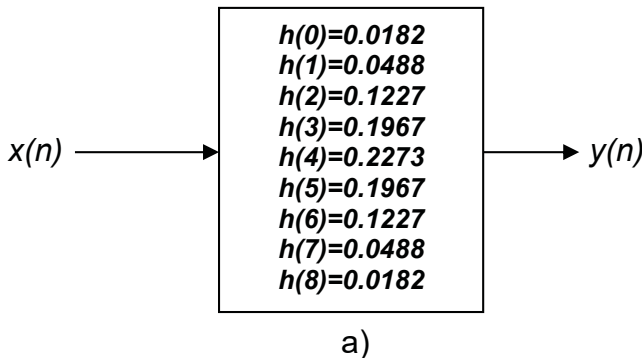 h(0)=0.0182
h(1)=0.0488
h(2)=0.1227
h(3)=0.1967
x(n)
h(4)=0.2273
y(n)
h(5)=0.1967
h(6)=0.1227
h(7)=0.0488
h(8)=0.0182
a)